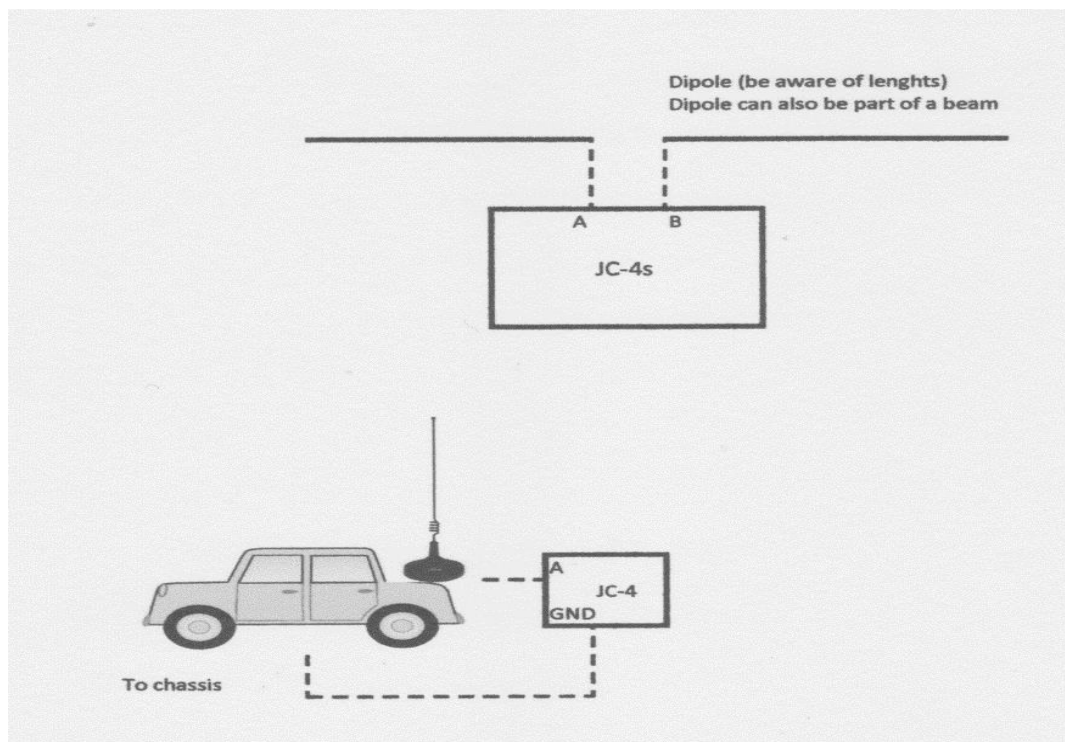 Dipole (be aware of lenghts)
Dipole can also be part of a beam
A B
JC-4s
A
JC-4
GND
To chassis